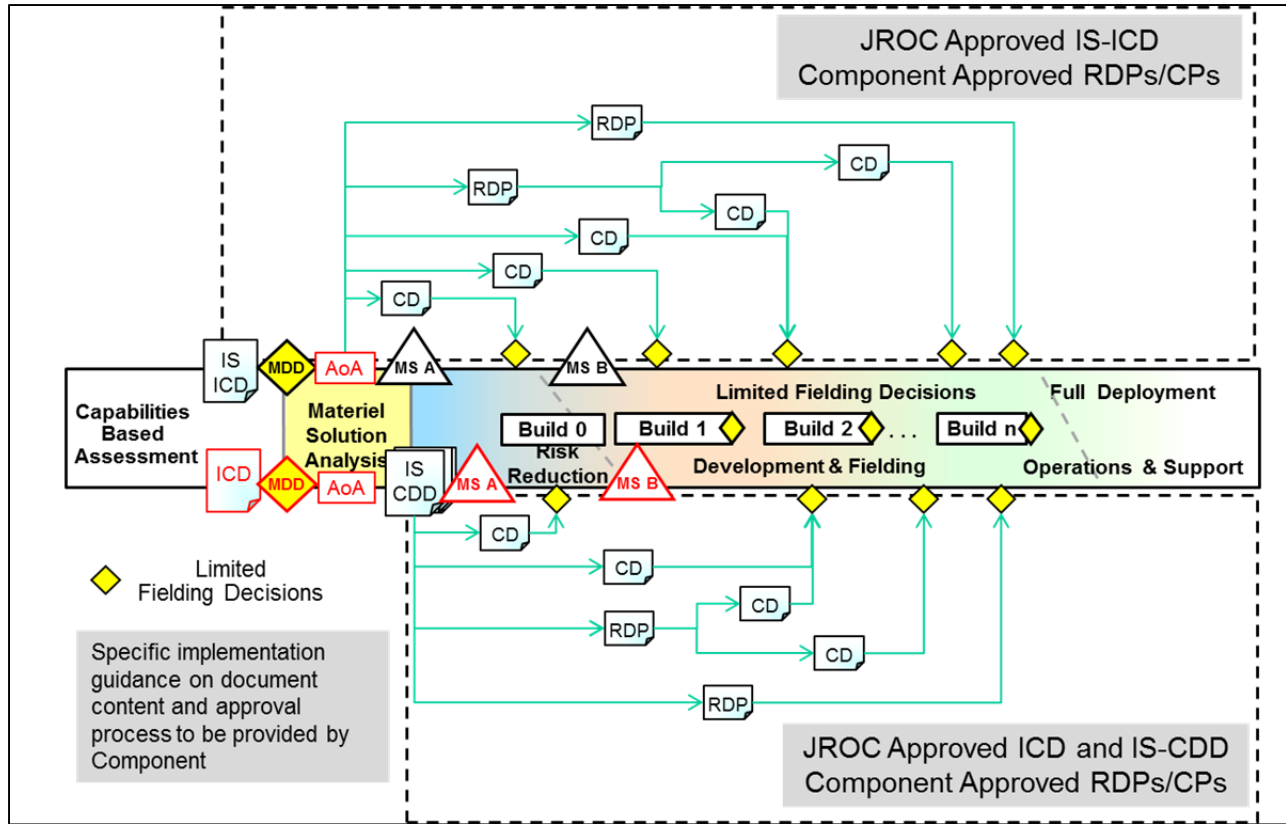 JROC Approved IS-ICD
Component Approved RDPs/CPs
RDP
CD
RDP
CD
CD
CD
CD
IS
ICD
MDD
AoA
MS A
MS B
Capabilities
Based
Assessment
Materiel
Solution
Analysis
Limited Fielding Decisions
Full Deployment
Build 0
Build 1
Build 2
. . .
Build n
Risk
Reduction
Development & Fielding
Operations & Support
ICD
MDD
AoA
IS
CDD
MS A
MS B
CD
CD
CD
RDP
CD
RDP
Limited
Fielding Decisions
Specific implementation
guidance on document
content and approval
process to be provided by
Component
JROC Approved ICD and IS-CDD
Component Approved RDPs/CPs